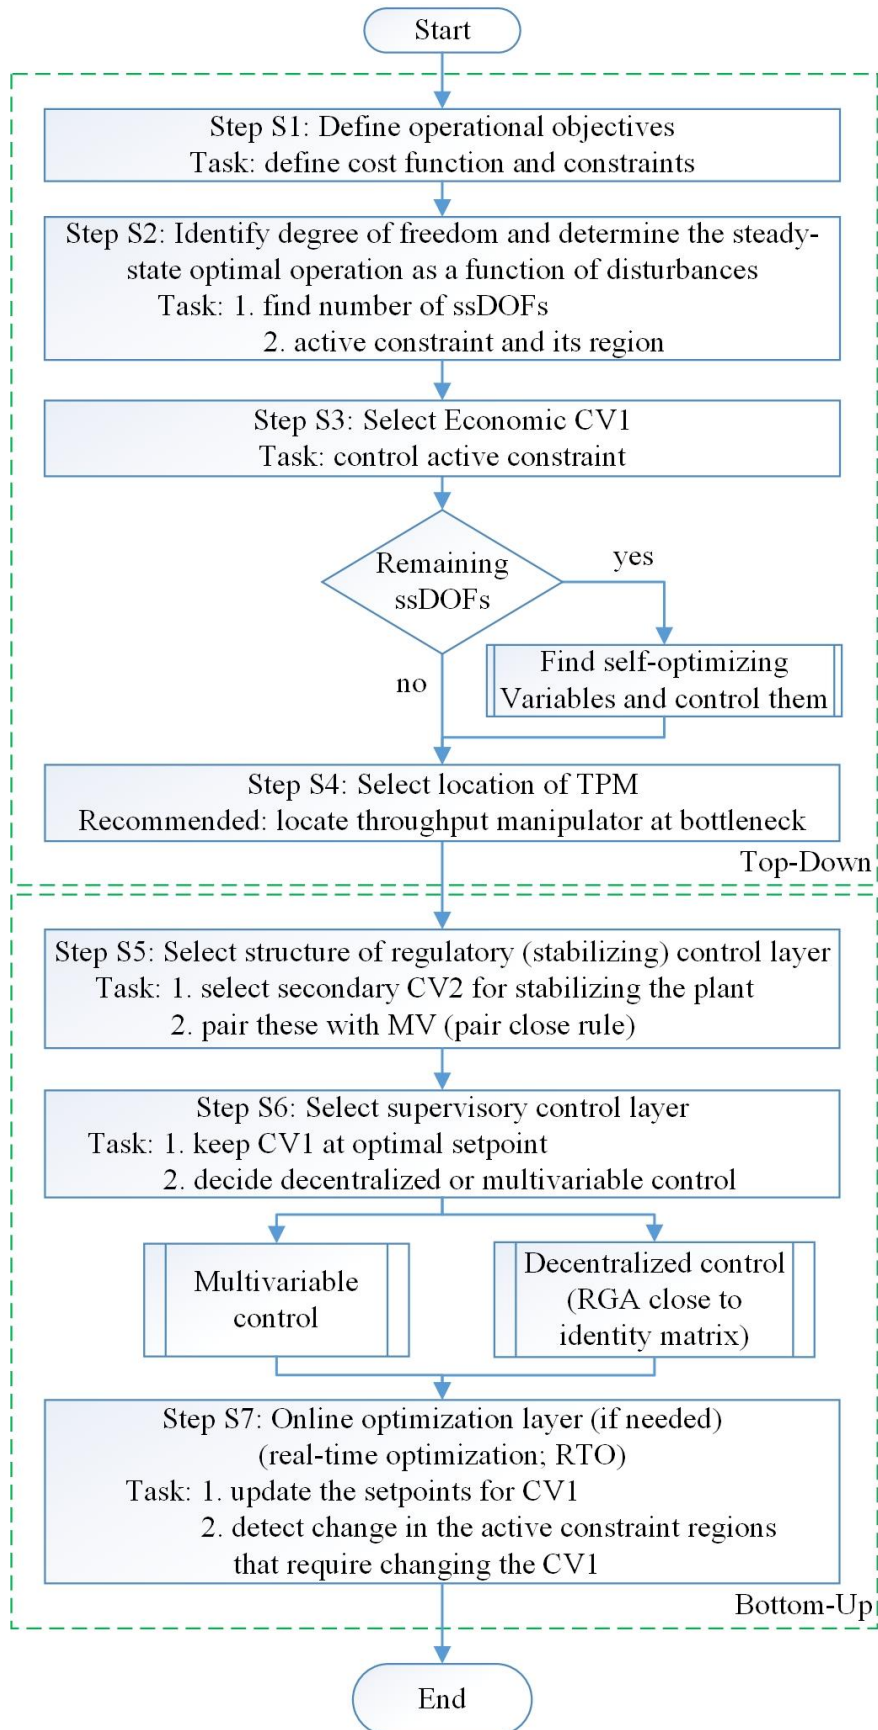 Start
Step S1: Define operational objectives
Task: define cost function and constraints
Step S2: Identify degree of freedom and determine the steady-
state optimal operation as a function of disturbances
Task: 1. find number of ssDOFs
2. active constraint and its region
Step S3: Select Economic CV1
Task: control active constraint
Remaining
ssDOFs
yes
Find self-optimizing
Variables and control them
no
Step S4: Select location of TPM
Recommended: locate throughput manipulator at bottleneck
Top-Down
Step S5: Select structure of regulatory (stabilizing) control layer
Task: 1. select secondary CV2 for stabilizing the plant
2. pair these with MV (pair close rule)
Step S6: Select supervisory control layer
Task: 1. keep CV1 at optimal setpoint
2. decide decentralized or multivariable control
Multivariable
control
Decentralized control
(RGA close to
identity matrix)
Step S7: Online optimization layer (if needed)
(real-time optimization; RTO)
Task: 1. update the setpoints for CV1
2. detect change in the active constraint regions
that require changing the CV1
Bottom-Up
End